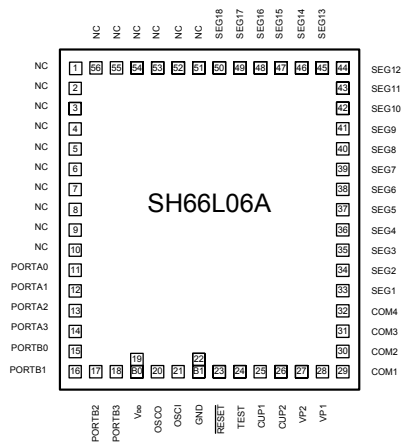 NC NC NC NC NC NC SEG18 SEG17 SEG16 SEG15 SEG14 SEG13
NC 1 56 55 54 53 52 51 50 49 48 47 46 45 44 SEG12
NC 2 43 SEG11
NC 3 42 SEG10
NC 4 41 SEG9
NC 5 40 SEG8
NC 6 39 SEG7
NC 7 38 SEG6
SH66L06A
NC 8 37 SEG5
NC 9 36 SEG4
NC 10 35 SEG3
PORTA0 11 34 SEG2
PORTA1 12 33 SEG1
PORTA2 13 32 COM4
PORTA3 14 31 COM3
PORTB0 15 30 COM2
19 22
PORTB1 16 17 18 B0 20 21 B1 23 24 25 26 27 28 29 COM1
PORTB2 PORTB3 VDD OSCO OSCI GND RESET TEST CUP1 CUP2 VP2 VP1